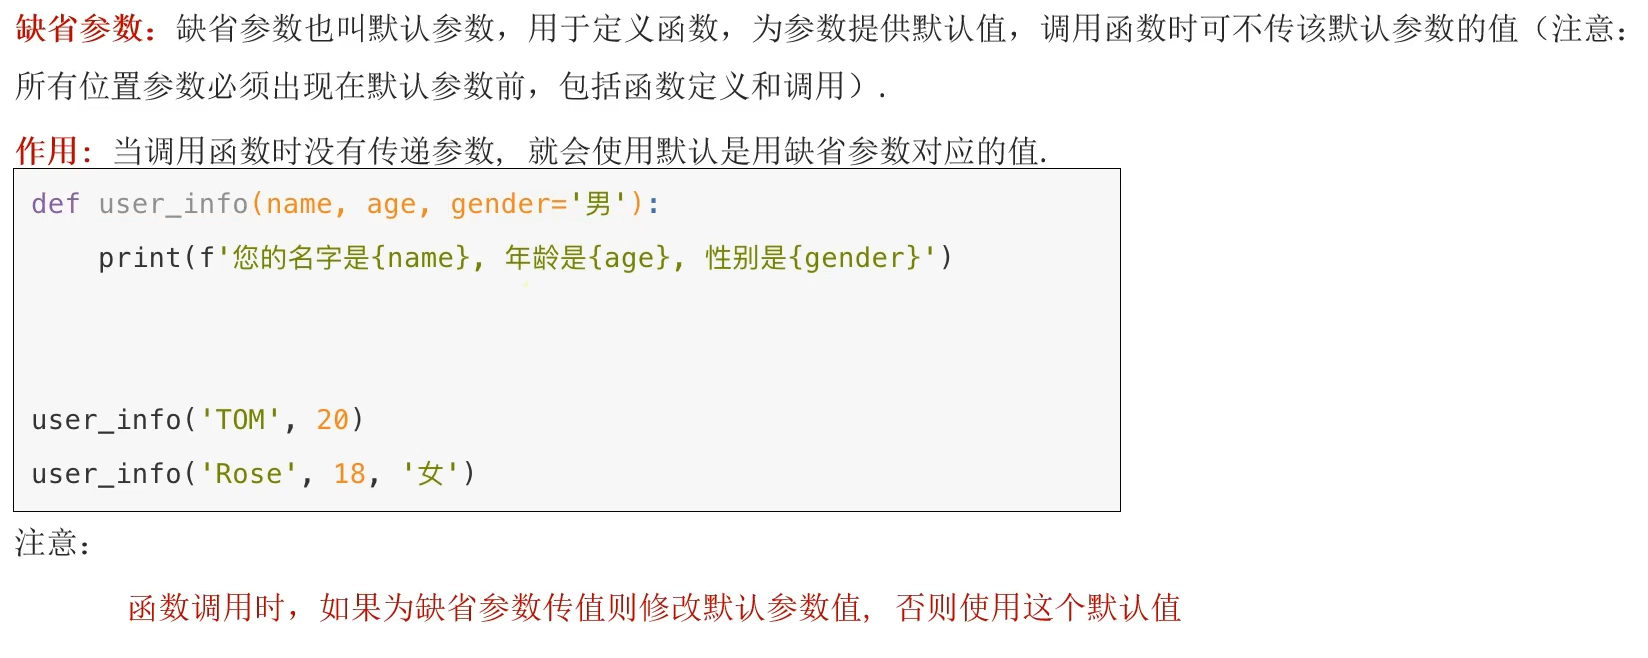 缺省参数：缺省参数也叫默认参数，用于定义函数，为参数提供默认值，调用函数时可不传该默认参数的值（注意：
所有位置参数必须出现在默认参数前，包括函数定义和调用）.
作用：当调用函数时没有传递参数, 就会使用默认是用缺省参数对应的值.
def user_info(name, age, gender='男'):
    print(f'您的名字是{name}, 年龄是{age}, 性别是{gender}')
user_info('TOM', 20)
user_info('Rose', 18, '女')
注意：
函数调用时，如果为缺省参数传值则修改默认参数值, 否则使用这个默认值